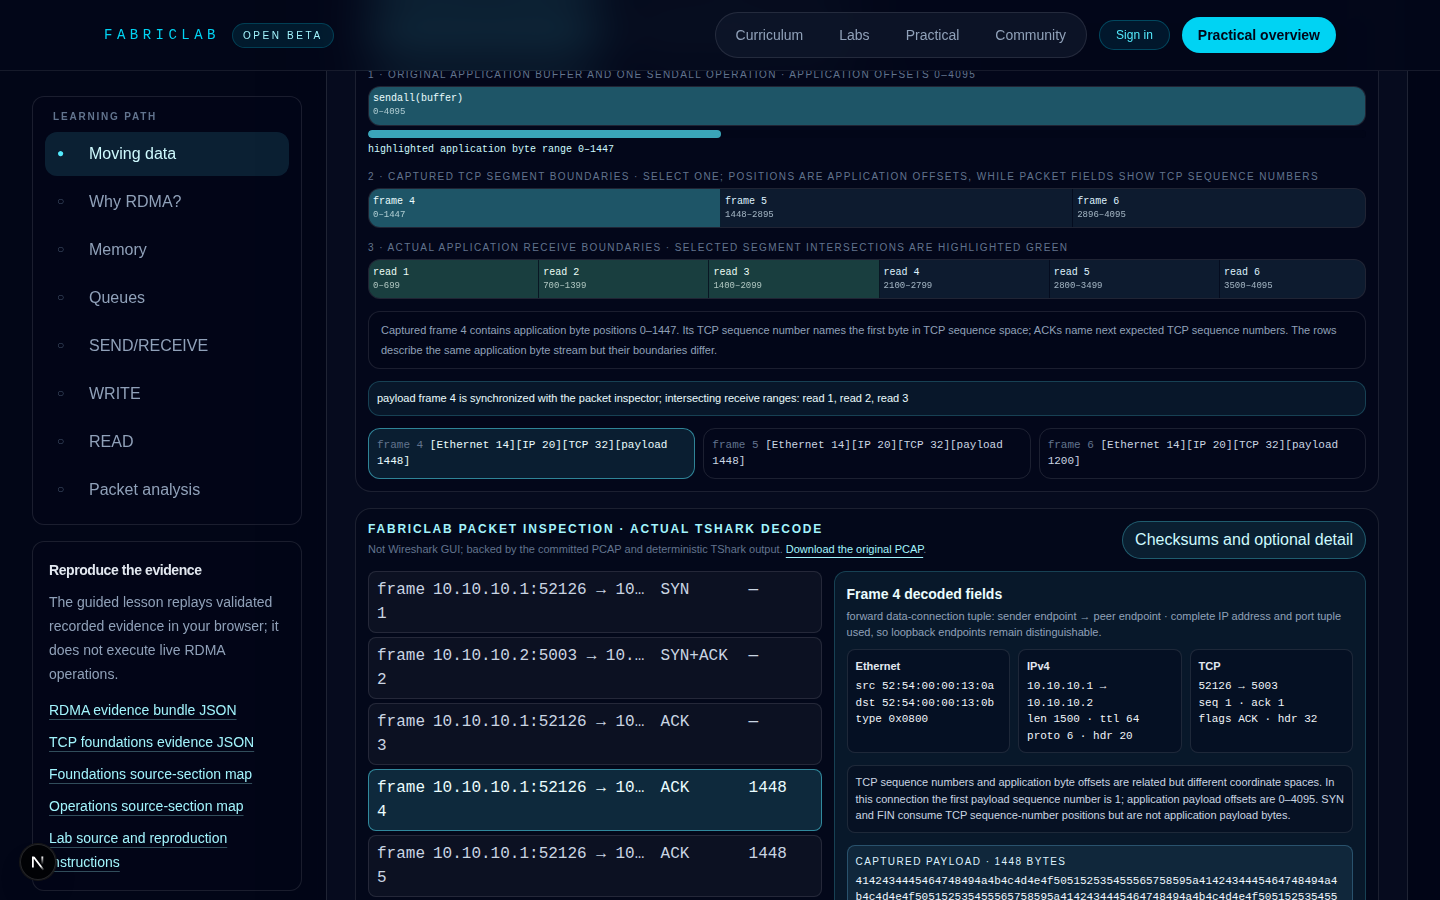 FABRICLAB
OPEN BETA
Curriculum
Labs
Practical
Community
Sign in
Practical overview
LEARNING PATH
Moving data
Why RDMA?
Memory
Queues
SEND/RECEIVE
WRITE
READ
Packet analysis
Reproduce the evidence
The guided lesson replays validated
recorded evidence in your browser; it
does not execute live RDMA
operations.
RDMA evidence bundle JSON
TCP foundations evidence JSON
Foundations source-section map
Operations source-section map
Lab source and reproduction
nstructions
1 · ORIGINAL APPLICATION BUFFER AND ONE SENDALL OPERATION · APPLICATION OFFSETS 0–4095
sendall(buffer)
0–4095
highlighted application byte range 0–1447
2 · CAPTURED TCP SEGMENT BOUNDARIES · SELECT ONE; POSITIONS ARE APPLICATION OFFSETS, WHILE PACKET FIELDS SHOW TCP SEQUENCE NUMBERS
frame 4
0–1447
frame 5
1448–2895
frame 6
2896–4095
3 · ACTUAL APPLICATION RECEIVE BOUNDARIES · SELECTED SEGMENT INTERSECTIONS ARE HIGHLIGHTED GREEN
read 1
0–699
read 2
700–1399
read 3
1400–2099
read 4
2100–2799
read 5
2800–3499
read 6
3500–4095
Captured frame 4 contains application byte positions 0–1447. Its TCP sequence number names the first byte in TCP sequence space; ACKs name next expected TCP sequence numbers. The rows
describe the same application byte stream but their boundaries differ.
payload frame 4 is synchronized with the packet inspector; intersecting receive ranges: read 1, read 2, read 3
frame 4 [Ethernet 14][IP 20][TCP 32][payload
1448]
frame 5 [Ethernet 14][IP 20][TCP 32][payload
1448]
frame 6 [Ethernet 14][IP 20][TCP 32][payload
1200]
FABRICLAB PACKET INSPECTION · ACTUAL TSHARK DECODE
Not Wireshark GUI; backed by the committed PCAP and deterministic TShark output. Download the original PCAP.
Checksums and optional detail
frame 10.10.10.1:52126 → 10… SYN —
1
frame 10.10.10.2:5003 → 10.… SYN+ACK —
2
frame 10.10.10.1:52126 → 10… ACK —
3
frame 10.10.10.1:52126 → 10… ACK 1448
4
frame 10.10.10.1:52126 → 10… ACK 1448
5
Frame 4 decoded fields
forward data-connection tuple: sender endpoint → peer endpoint · complete IP address and port tuple
used, so loopback endpoints remain distinguishable.
Ethernet
src 52:54:00:00:13:0a
dst 52:54:00:00:13:0b
type 0x0800
IPv4
10.10.10.1 →
10.10.10.2
len 1500 · ttl 64
proto 6 · hdr 20
TCP
52126 → 5003
seq 1 · ack 1
flags ACK · hdr 32
TCP sequence numbers and application byte offsets are related but different coordinate spaces. In
this connection the first payload sequence number is 1; application payload offsets are 0–4095. SYN
and FIN consume TCP sequence-number positions but are not application payload bytes.
CAPTURED PAYLOAD · 1448 BYTES
4142434445464748494a4b4c4d4e4f505152535455565758595a4142434445464748494a4
b4c4d4e4f505152535455565758595a4142434445464748494a4b4c4d4e4f505152535455